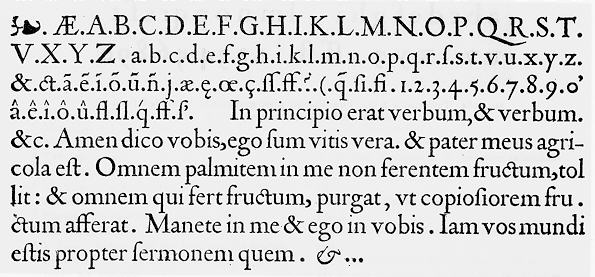 ❧. Æ.A.B.C.D.E.F.G.H.I.K.L.M.N.O.P.Q.R.S.T.
V.X.Y.Z. a.b.c.d.e.f.g.h.i.k.l.m.n.o.p.q.r.ſ.s.t.v.u.x.y.z.
&.ct.ã.ẽ.í.õ.ũ.ñ.j.æ.ę.œ.ç.ſſ.ff.ſ̃.(.q̃.ſi.fi. 1.2.3.4.5.6.7.8.9.0'
â.ê.î.ô.û.fl.ſl.q́.ſt.ſ. In principio erat verbum,& verbum.
&c. Amen dico vobis,ego ſum vitis vera. & pater meus agri-
cola eſt. Omnem palmitem in me non ferentem fructum,tol
lit: & omnem qui fert fructum, purgat, vt copioſiorem fru.
ctum afferat. Manete in me & ego in vobis. Iam vos mundi
eſtis propter ſermonem quem. &...